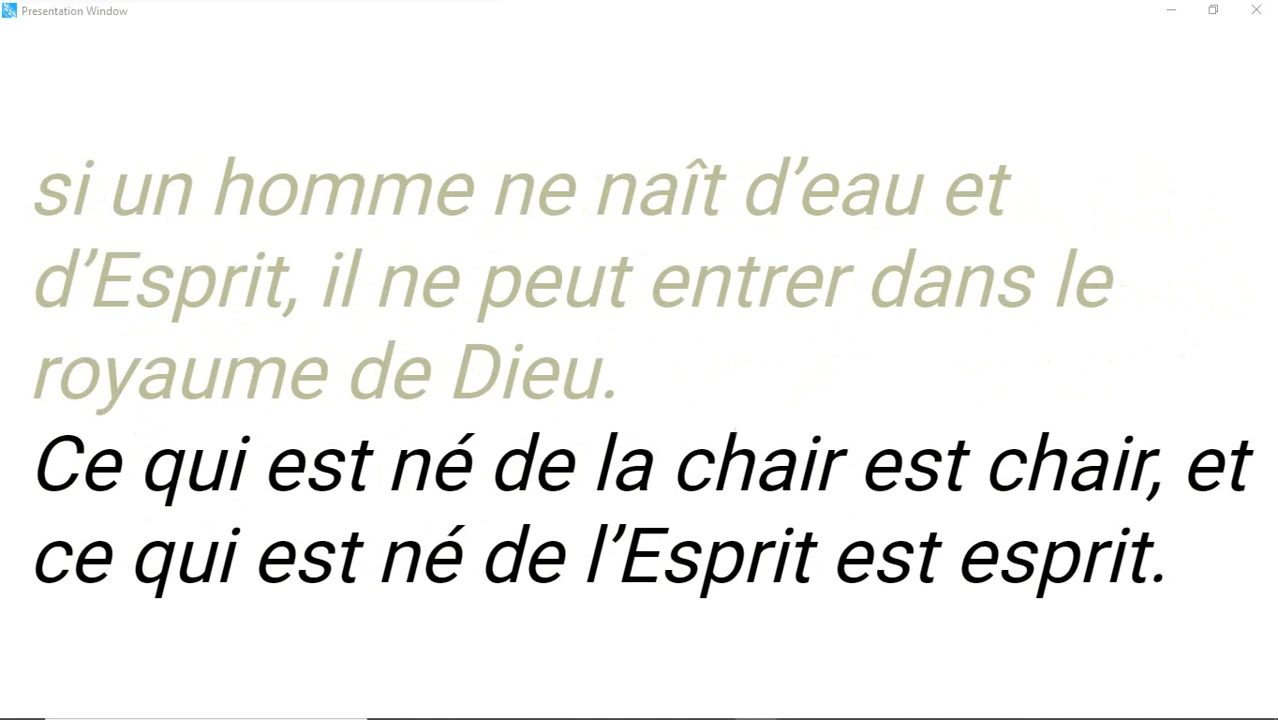 Presentation Window
si un homme ne naît d’eau et
d’Esprit, il ne peut entrer dans le
royaume de Dieu.
Ce qui est né de la chair est chair, et
ce qui est né de l’Esprit est esprit.